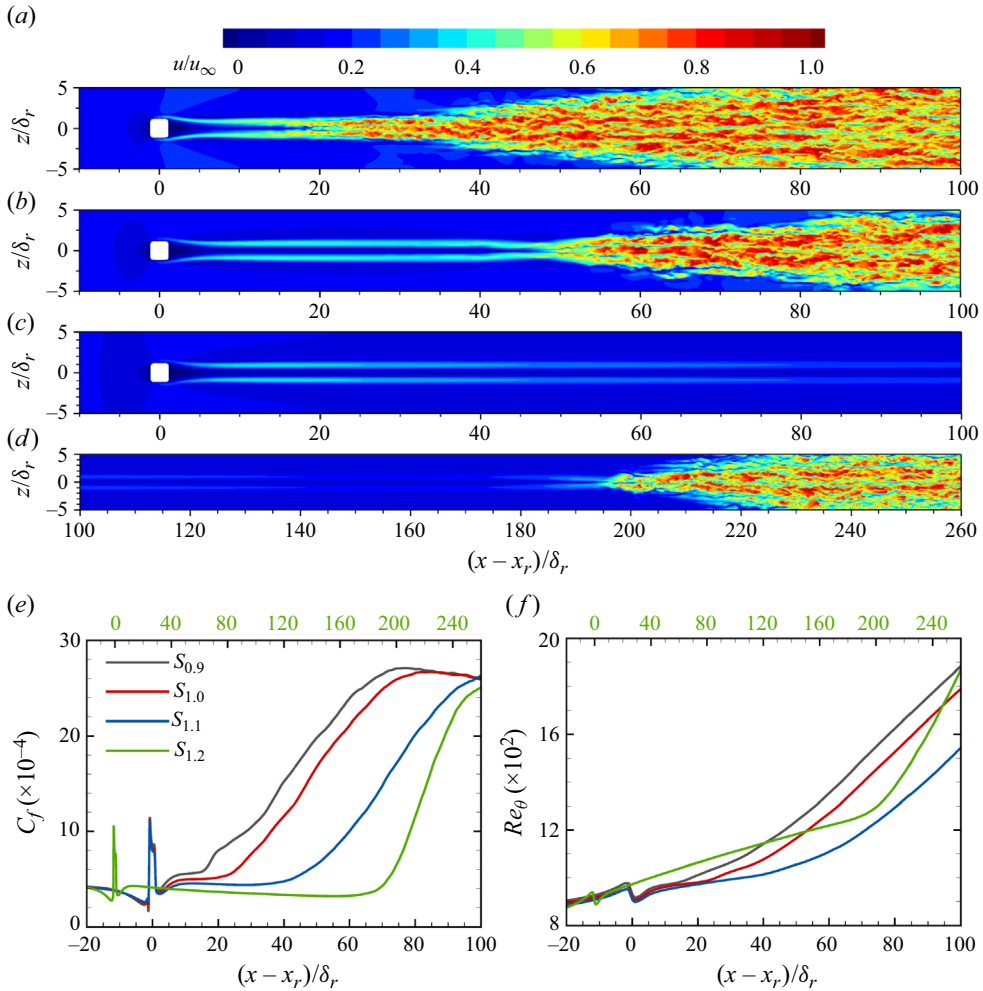 (a)
u/u∞ 0 0.2 0.4 0.6 0.8 1.0
z/δr
5
0
−5
0 20 40 60 80 100
(b)
z/δr
5
0
−5
0 20 40 60 80 100
(c)
z/δr
5
0
−5
0 20 40 60 80 100
(d)
z/δr
5
0
−5
100 120 140 160 180 200 220 240 260
(x – xr)/δr
(e)
0 40 80 120 160 200 240
30
20
10
0
Cf (×10–4)
S0.9
S1.0
S1.1
S1.2
–20 0 20 40 60 80 100
(x – xr)/δr
(f)
0 40 80 120 160 200 240
20
18
16
14
12
10
8
Reθ (×102)
–20 0 20 40 60 80 100
(x – xr)/δr